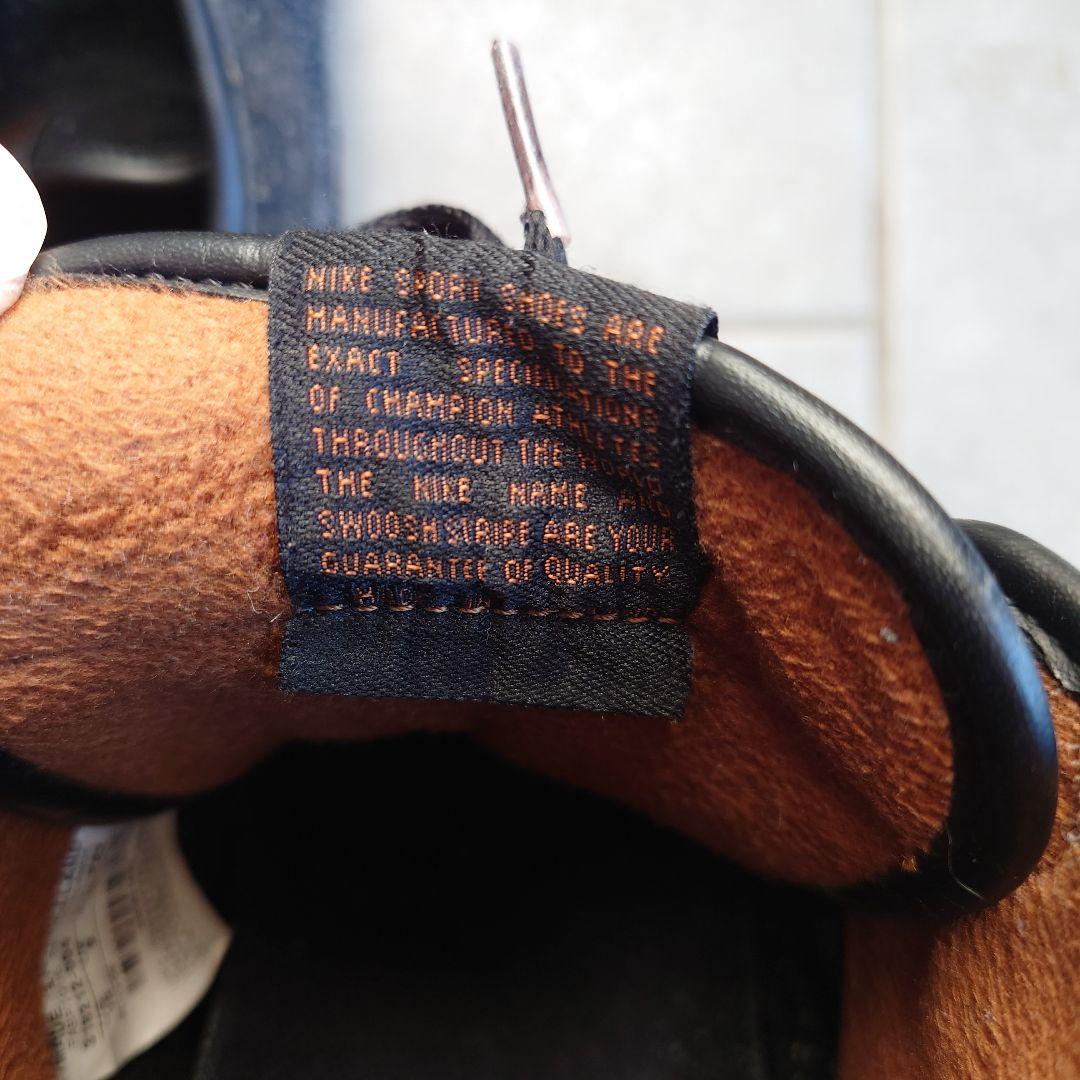 NIKE SPORT SHOES ARE
MANUFACTURED TO THE
EXACT SPECIFICATIONS
OF CHAMPION ATHLETES
THROUGHOUT THE WORLD
THE NIKE NAME AND
SWOOSH STRIPE ARE YOUR
GUARANTEE OF QUALITY